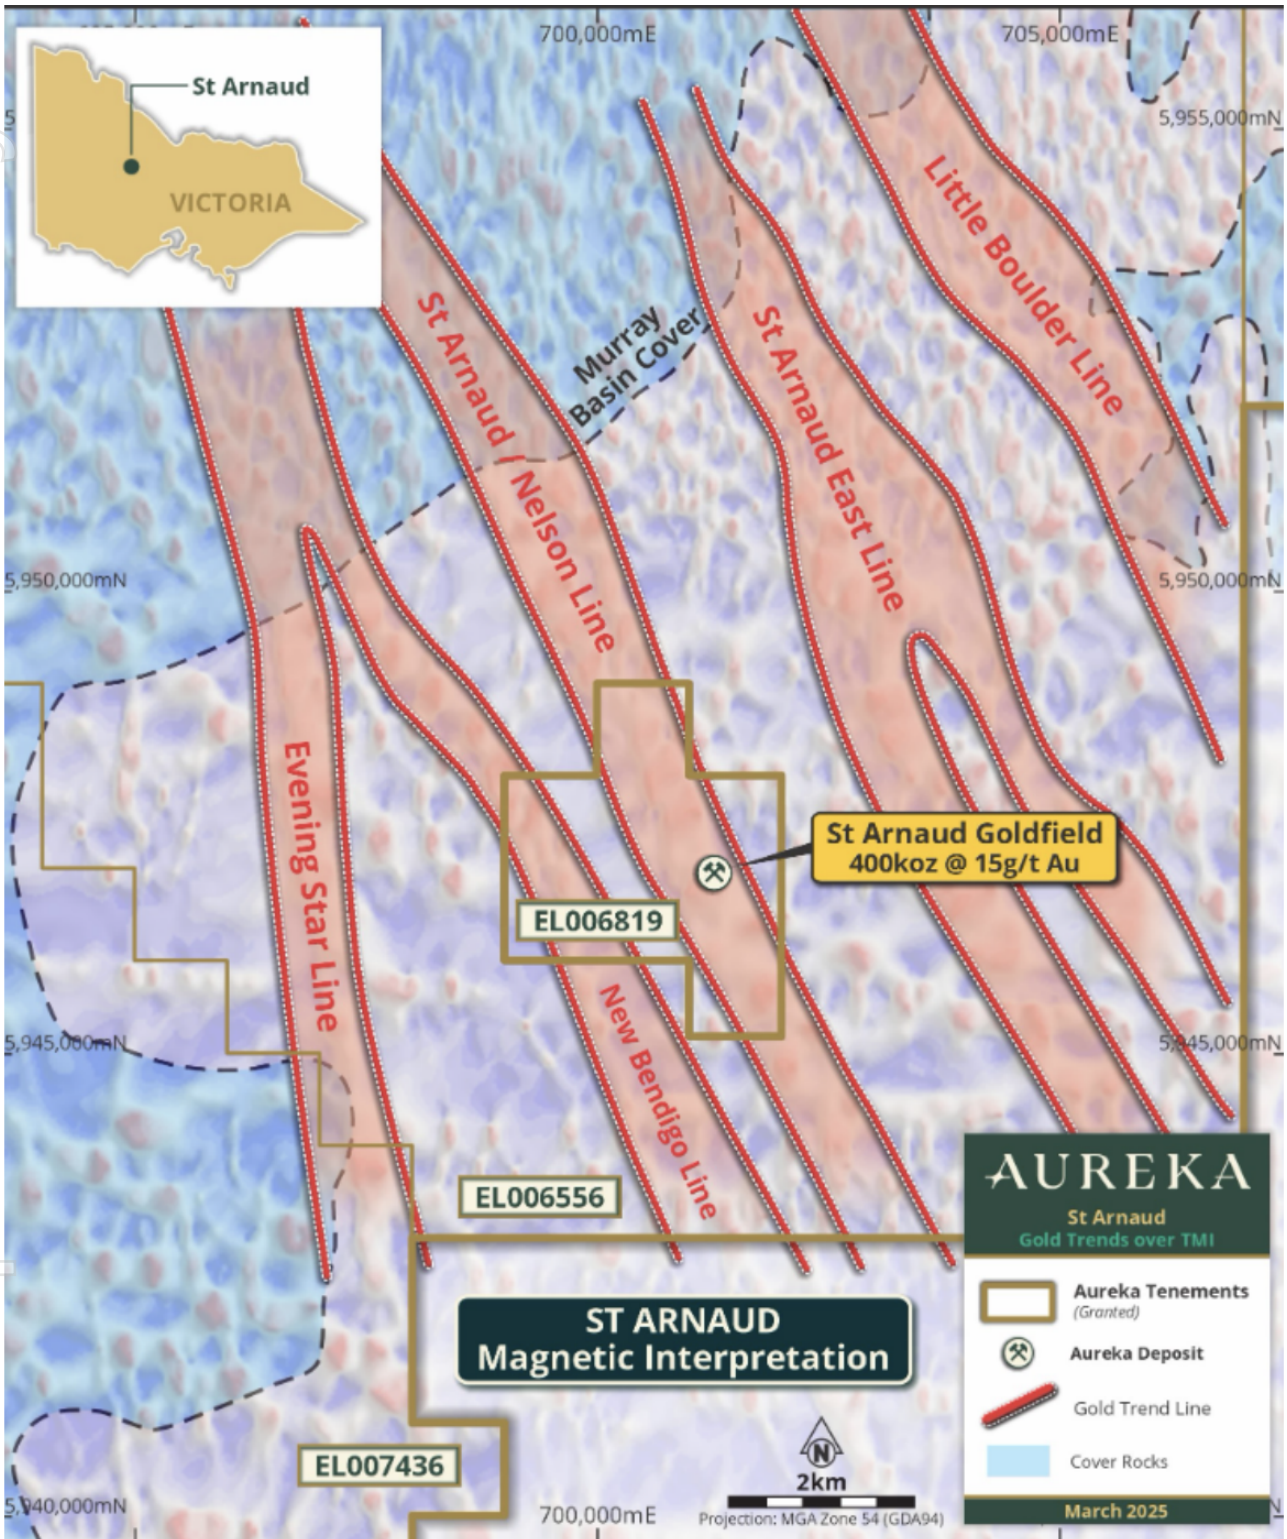 700,000mE
705,000mE
St Arnaud
VICTORIA
5,955,000mN
Little Boulder Line
St Arnaud / Nelson Line
Murray
Basin Cover
St Arnaud East Line
5,950,000mN
5,950,000mN
Evening Star Line
St Arnaud Goldfield
400koz @ 15g/t Au
EL006819
New Bendigo Line
5,945,000mN
5,945,000mN
EL006556
AUREKA
St Arnaud
Gold Trends over TMI
Aureka Tenements
(Granted)
Aureka Deposit
Gold Trend Line
Cover Rocks
March 2025
ST ARNAUD
Magnetic Interpretation
EL007436
N
2km
5,940,000mN
700,000mE
Projection: MGA Zone 54 (GDA94)